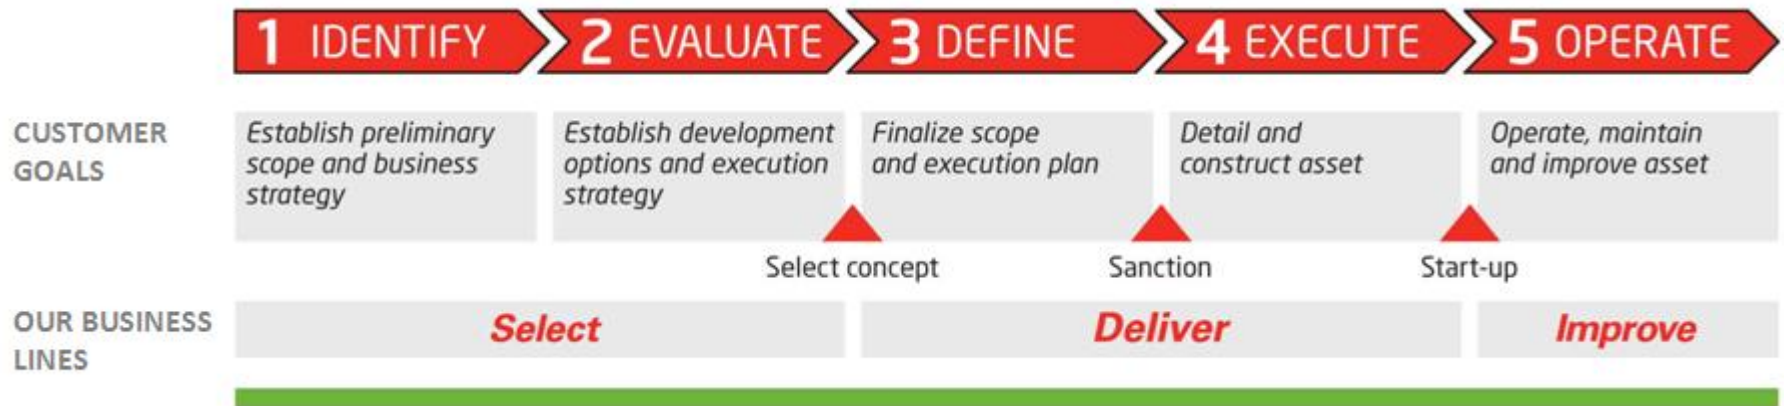 1 IDENTIFY
2 EVALUATE
3 DEFINE
4 EXECUTE
5 OPERATE
CUSTOMER
GOALS
Establish preliminary
scope and business
strategy
Establish development
options and execution
strategy
Finalize scope
and execution plan
Detail and
construct asset
Operate, maintain
and improve asset
Select concept
Sanction
Start-up
OUR BUSINESS
LINES
Select
Deliver
Improve